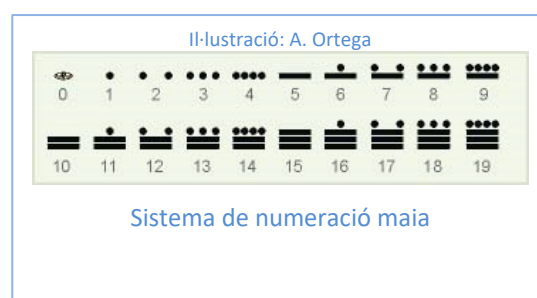 Il·lustració: A. Ortega
0 1 2 3 4 5 6 7 8 9
10 11 12 13 14 15 16 17 18 19
Sistema de numeració maia